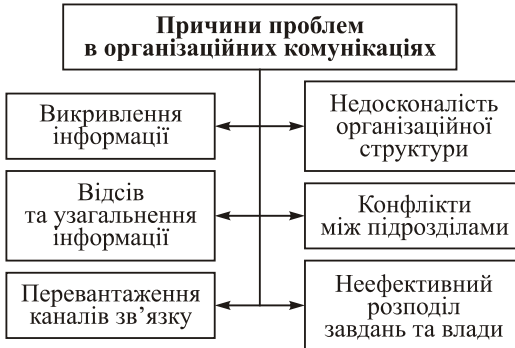 Причини проблем
в організаційних комунікаціях
Викривлення
інформації
Недосконалість
організаційної
структури
Відсів
та узагальнення
інформації
Конфлікти
між підрозділами
Перевантаження
каналів зв’язку
Неефективний
розподіл
завдань та влади